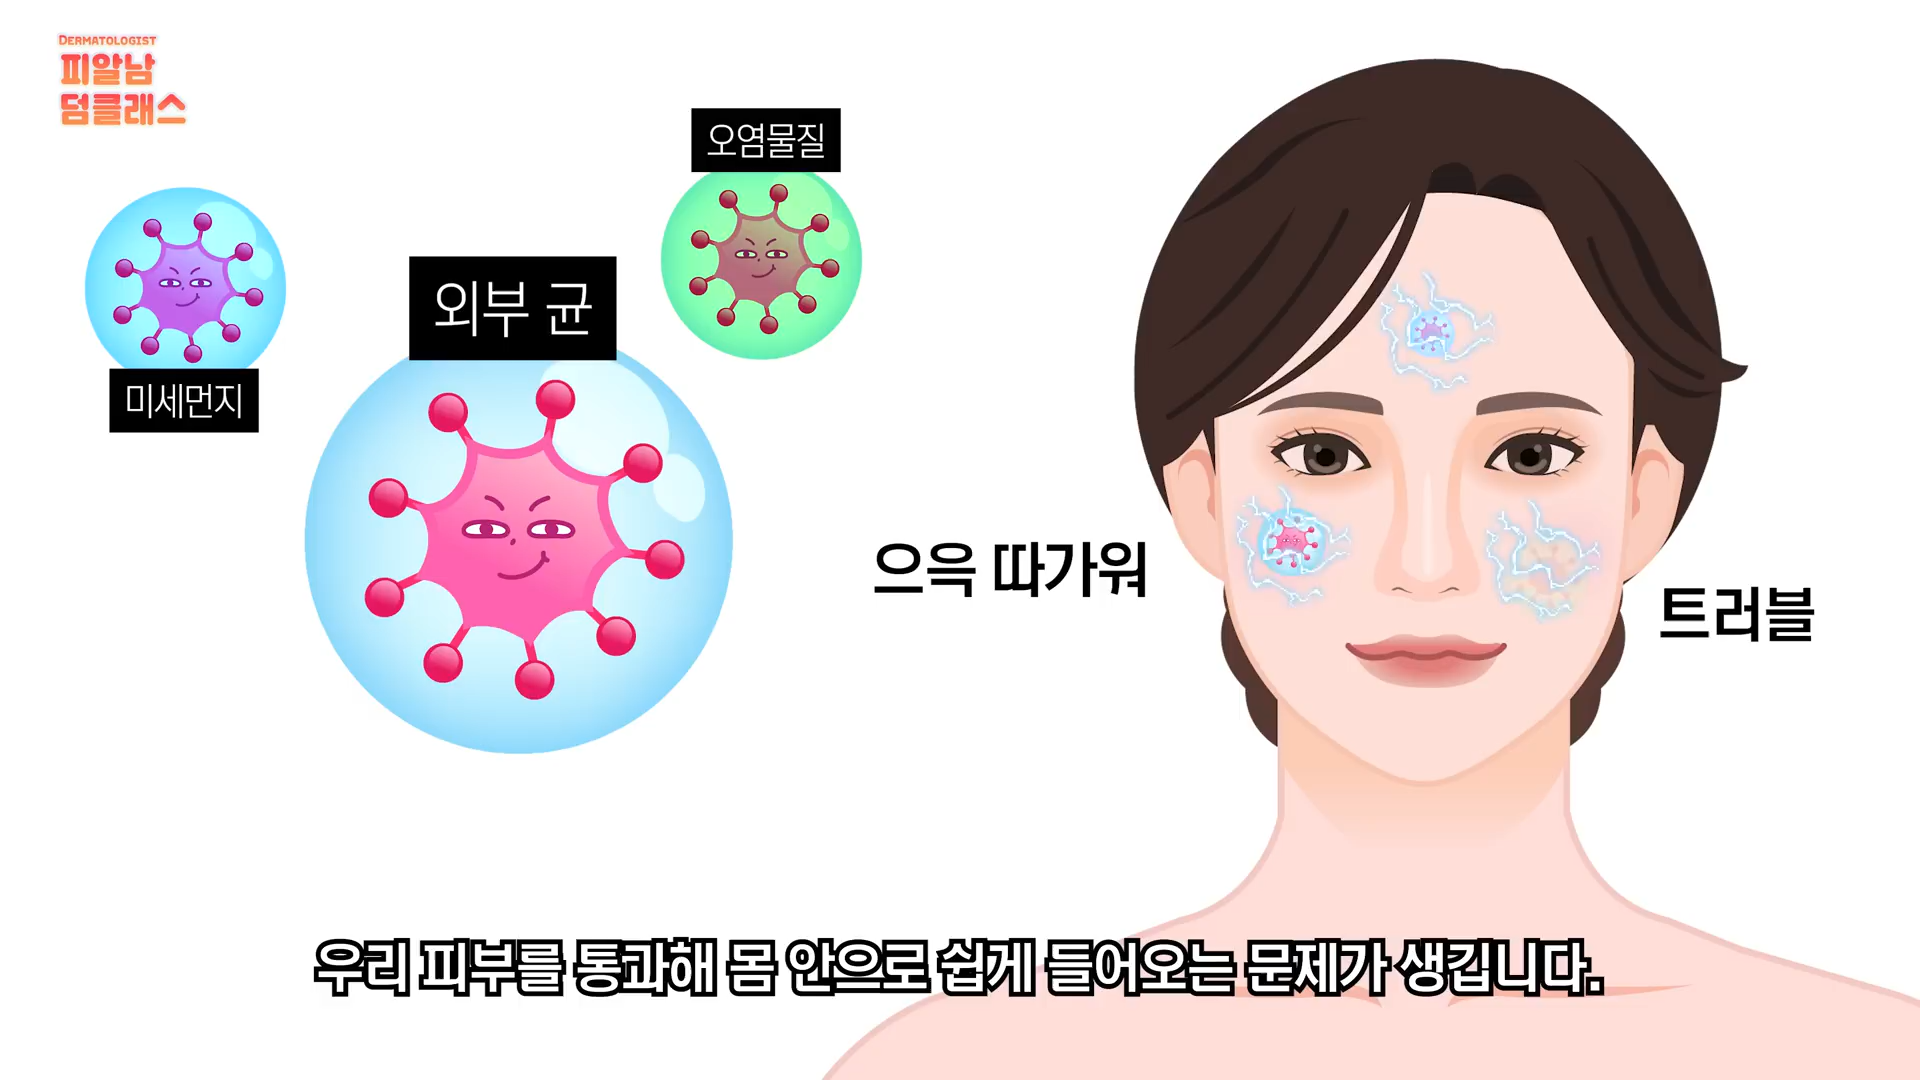 DERMATOLOGIST
피알남
덤클래스
오염물질
외부 균
미세먼지
으윽 따가워
트러블
우리 피부를 통과해 몸 안으로 쉽게 들어오는 문제가 생깁니다.